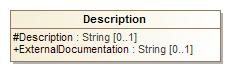 Description
#Description : String [0..1]
+ExternalDocumentation : String [0..1]